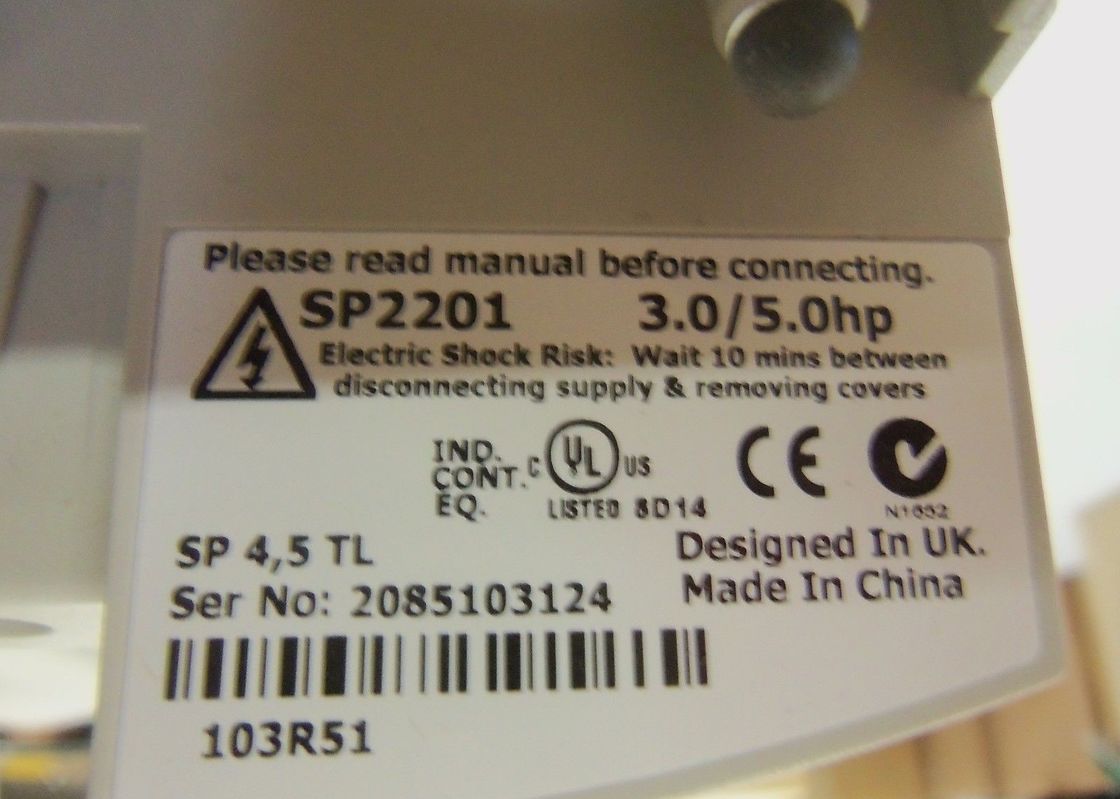 Please read manual before connecting.
SP2201 3.0/5.0hp
Electric Shock Risk: Wait 10 mins between
disconnecting supply & removing covers
IND.
CONT.
EQ.
C UL US
LISTED 8D14
CE
N1652
SP 4,5 TL
Designed In UK.
Ser No: 2085103124
Made In China
103R51